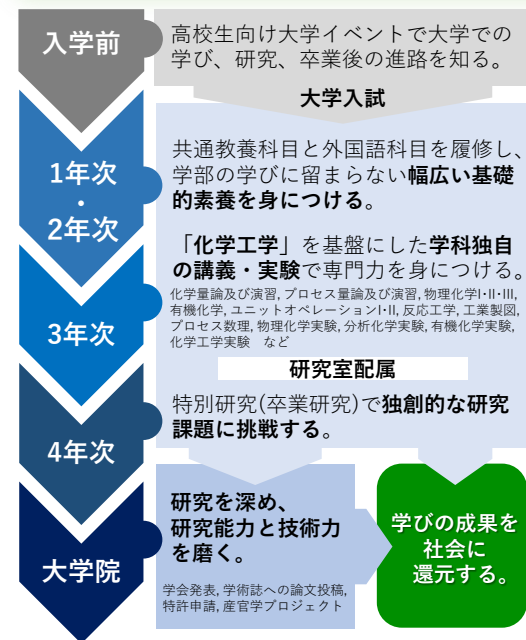 入学前
高校生向け大学イベントで大学での
学び、研究、卒業後の進路を知る。
大学入試
1年次
・
2年次
共通教養科目と外国語科目を履修し、
学部の学びに留まらない幅広い基礎
的素養を身につける。
「化学工学」を基盤にした学科独自
の講義・実験で専門力を身につける。
化学量論及び演習, プロセス量論及び演習, 物理化学I・II・III,
有機化学, ユニットオペレーションI・II, 反応工学, 工業製図,
プロセス数理, 物理化学実験, 分析化学実験, 有機化学実験,
化学工学実験 など
3年次
研究室配属
4年次
特別研究(卒業研究)で独創的な研究
課題に挑戦する。
大学院
研究を深め、
研究能力と技術力
を磨く。
学会発表, 学術誌への論文投稿,
特許申請, 産官学プロジェクト
学びの成果を
社会に
還元する。